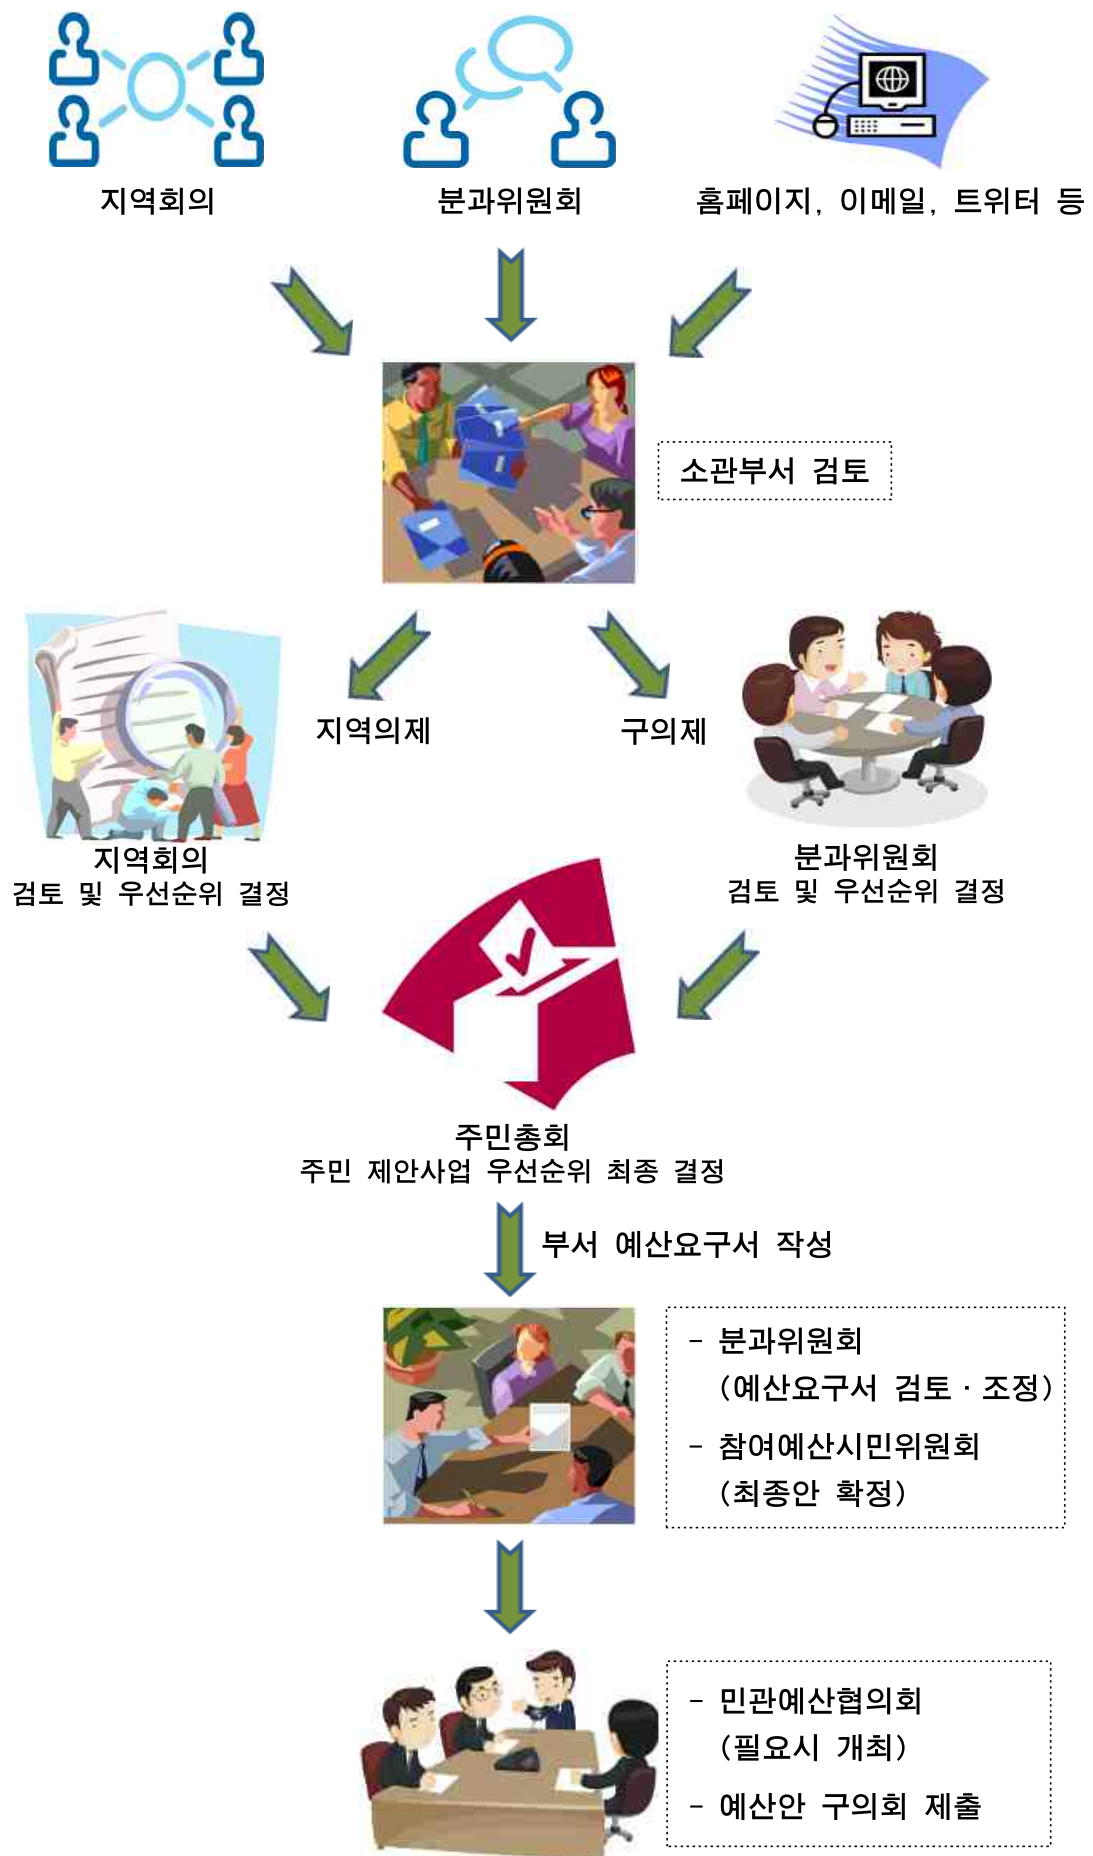 지역회의
분과위원회
홈페이지, 이메일, 트위터 등
소관부서 검토
지역의제
구의제
지역회의
검토 및 우선순위 결정
분과위원회
검토 및 우선순위 결정
주민총회
주민 제안사업 우선순위 최종 결정
부서 예산요구서 작성
- 분과위원회
(예산요구서 검토·조정)
- 참여예산시민위원회
(최종안 확정)
- 민관예산협의회
(필요시 개최)
- 예산안 구의회 제출